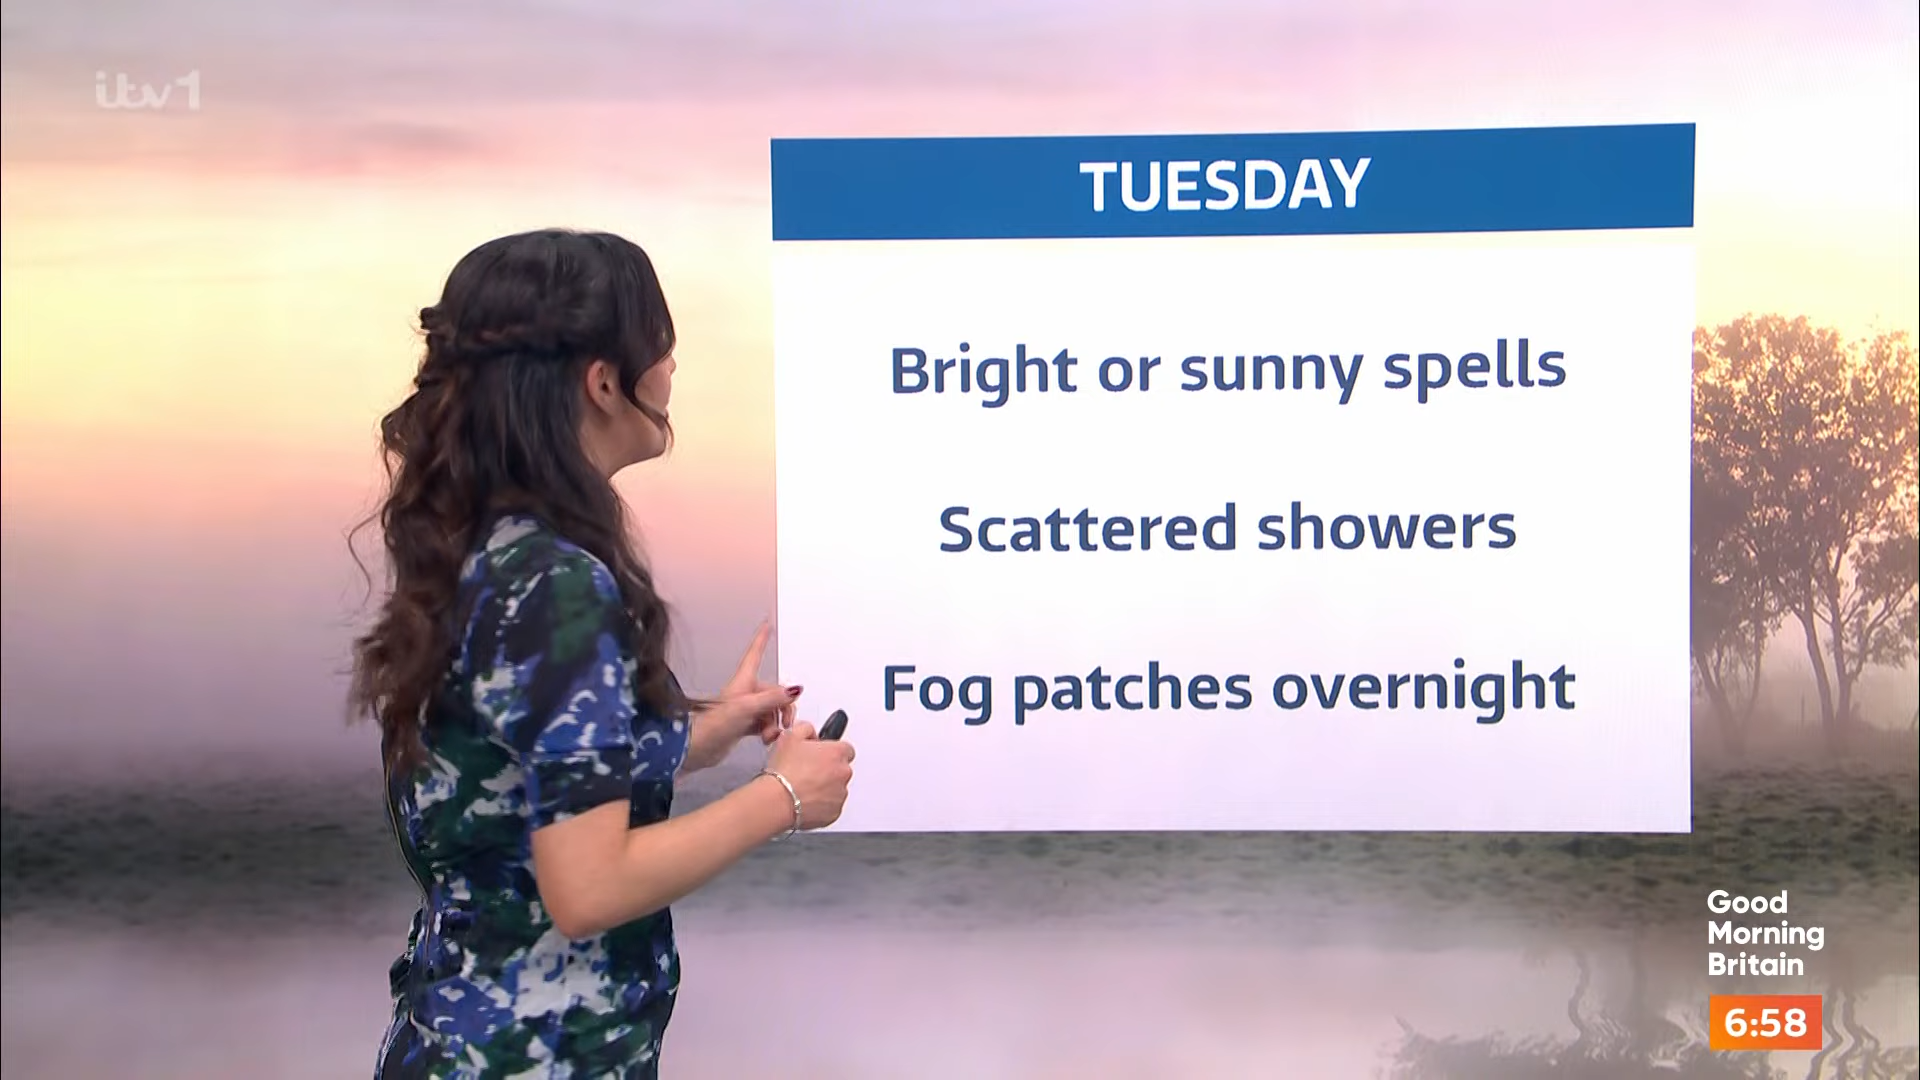 itv1
TUESDAY
Bright or sunny spells
Scattered showers
Fog patches overnight
Good
Morning
Britain
6:58